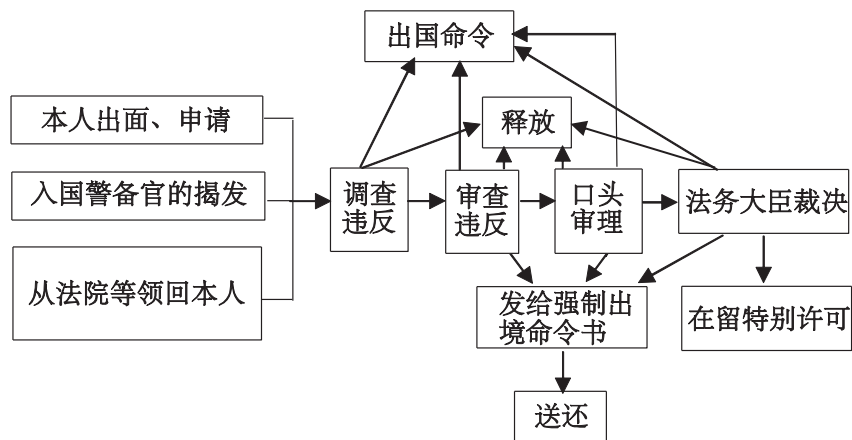 出国命令
本人出面、申请
释放
入国警备官的揭发
调查
违反
审查
违反
口头
审理
法务大臣裁决
从法院等领回本人
发给强制出
境命令书
在留特别许可
送还